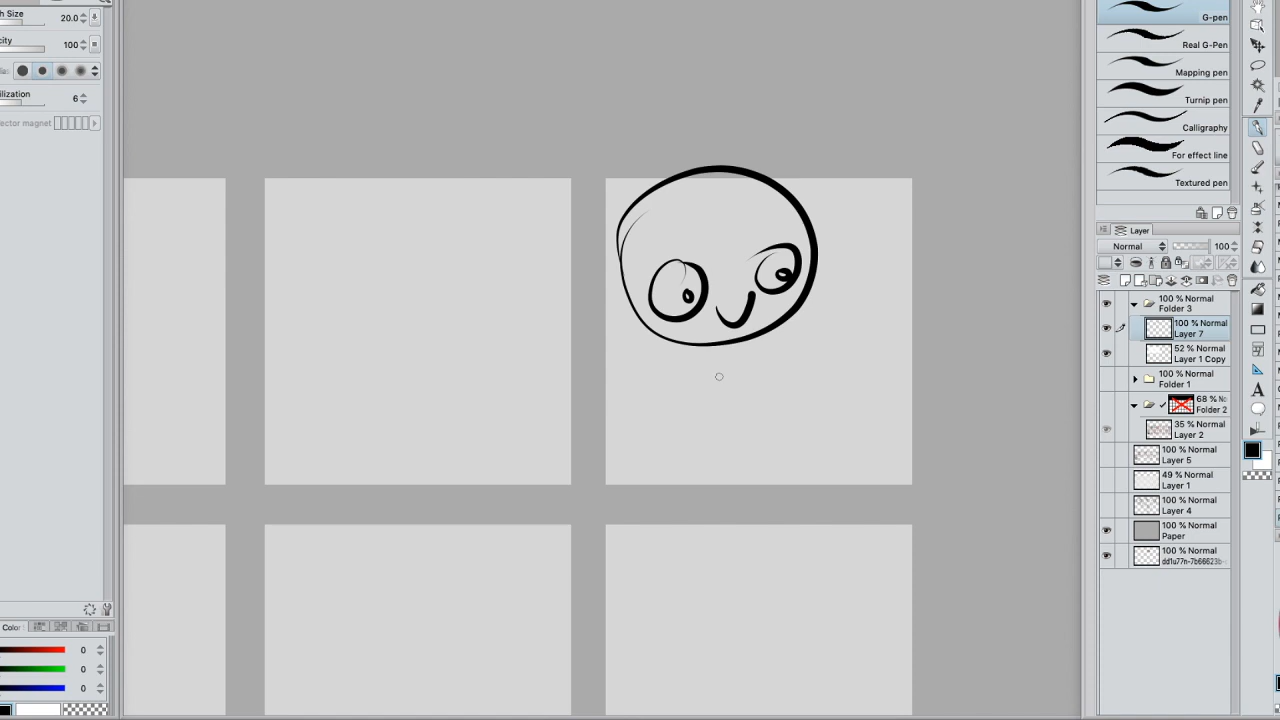 h Size 20.0
city 100
ilization 6
ector magnet
Color
0
0
0
G-pen
Real G-Pen
Mapping pen
Turnip pen
Calligraphy
For effect line
Textured pen
Layer
Normal 100
100 % Normal
Folder 3
100 % Normal
Layer 7
52 % Normal
Layer 1 Copy
100 % Normal
Folder 1
68 % No
Folder 2
35 % Normal
Layer 2
100 % Normal
Layer 5
49 % Normal
Layer 1
100 % Normal
Layer 4
100 % Normal
Paper
100 % Normal
dd1u77n-7b66623b-